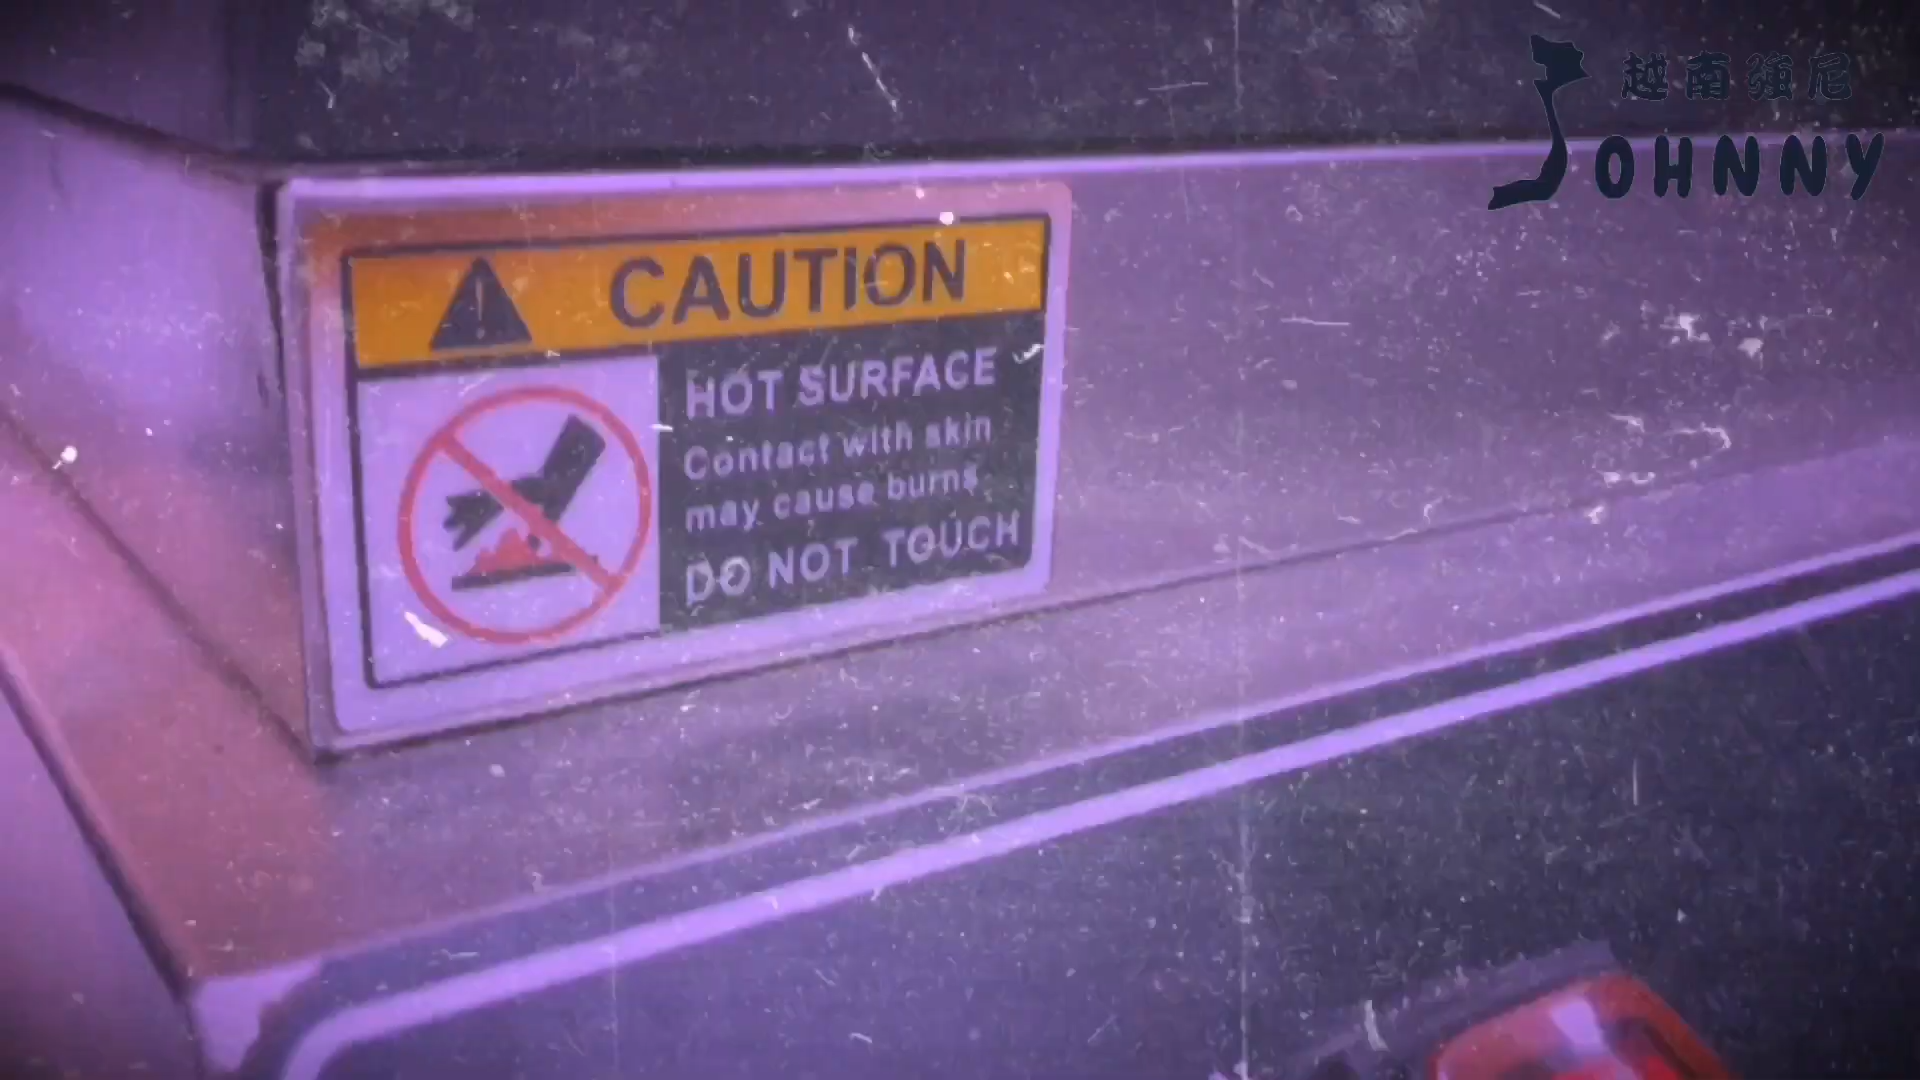 越南強尼
JOHNNY
CAUTION
HOT SURFACE
Contact with skin
may cause burns.
DO NOT TOUCH